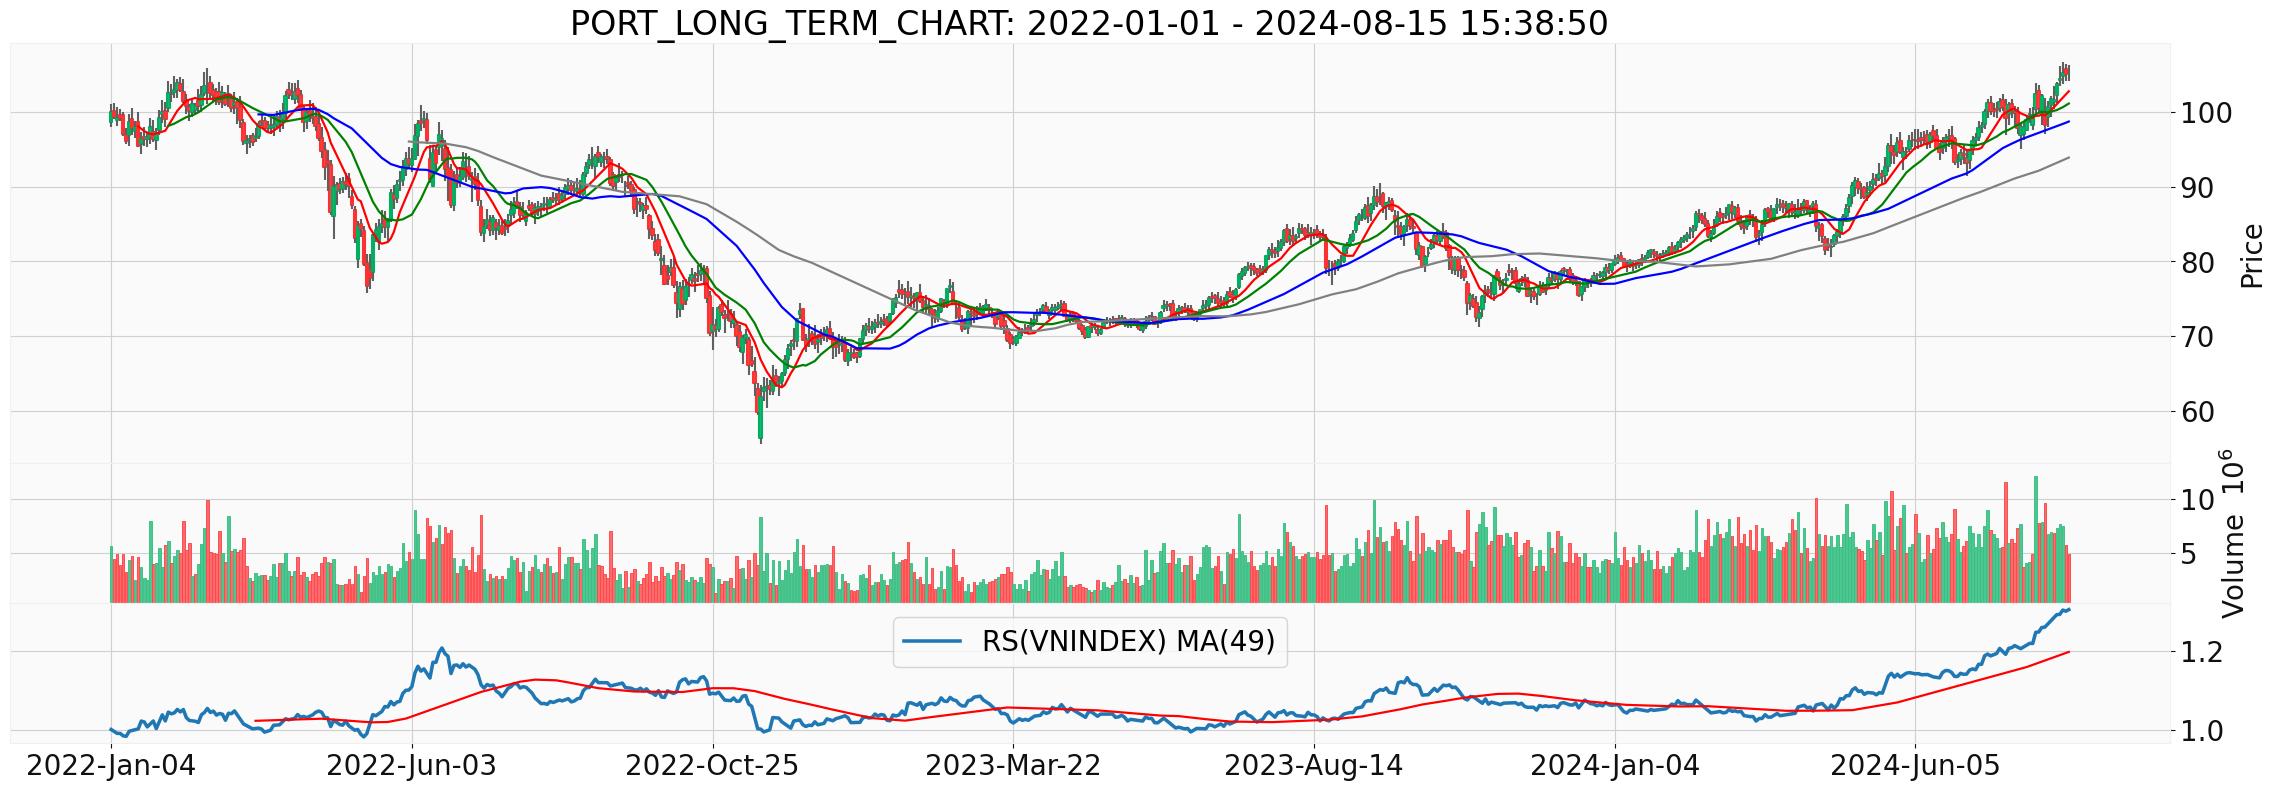 PORT_LONG_TERM_CHART: 2022-01-01 - 2024-08-15 15:38:50
100
90
80
70
60
Price
10
5
Volume 10⁶
RS(VNINDEX) MA(49)
1.2
1.0
2022-Jan-04 2022-Jun-03 2022-Oct-25 2023-Mar-22 2023-Aug-14 2024-Jan-04 2024-Jun-05